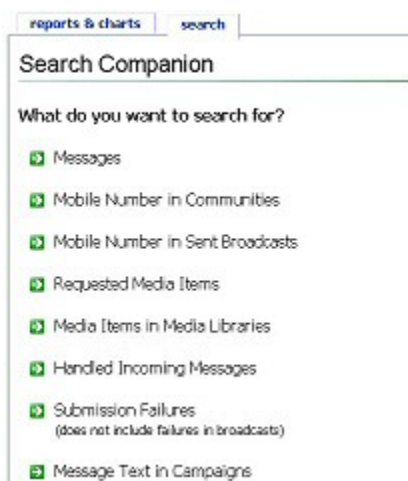 reports & charts
search
Search Companion
What do you want to search for?
Messages
Mobile Number in Communities
Mobile Number in Sent Broadcasts
Requested Media Items
Media Items in Media Libraries
Handled Incoming Messages
Submission Failures
(does not include failures in broadcasts)
Message Text in Campaigns